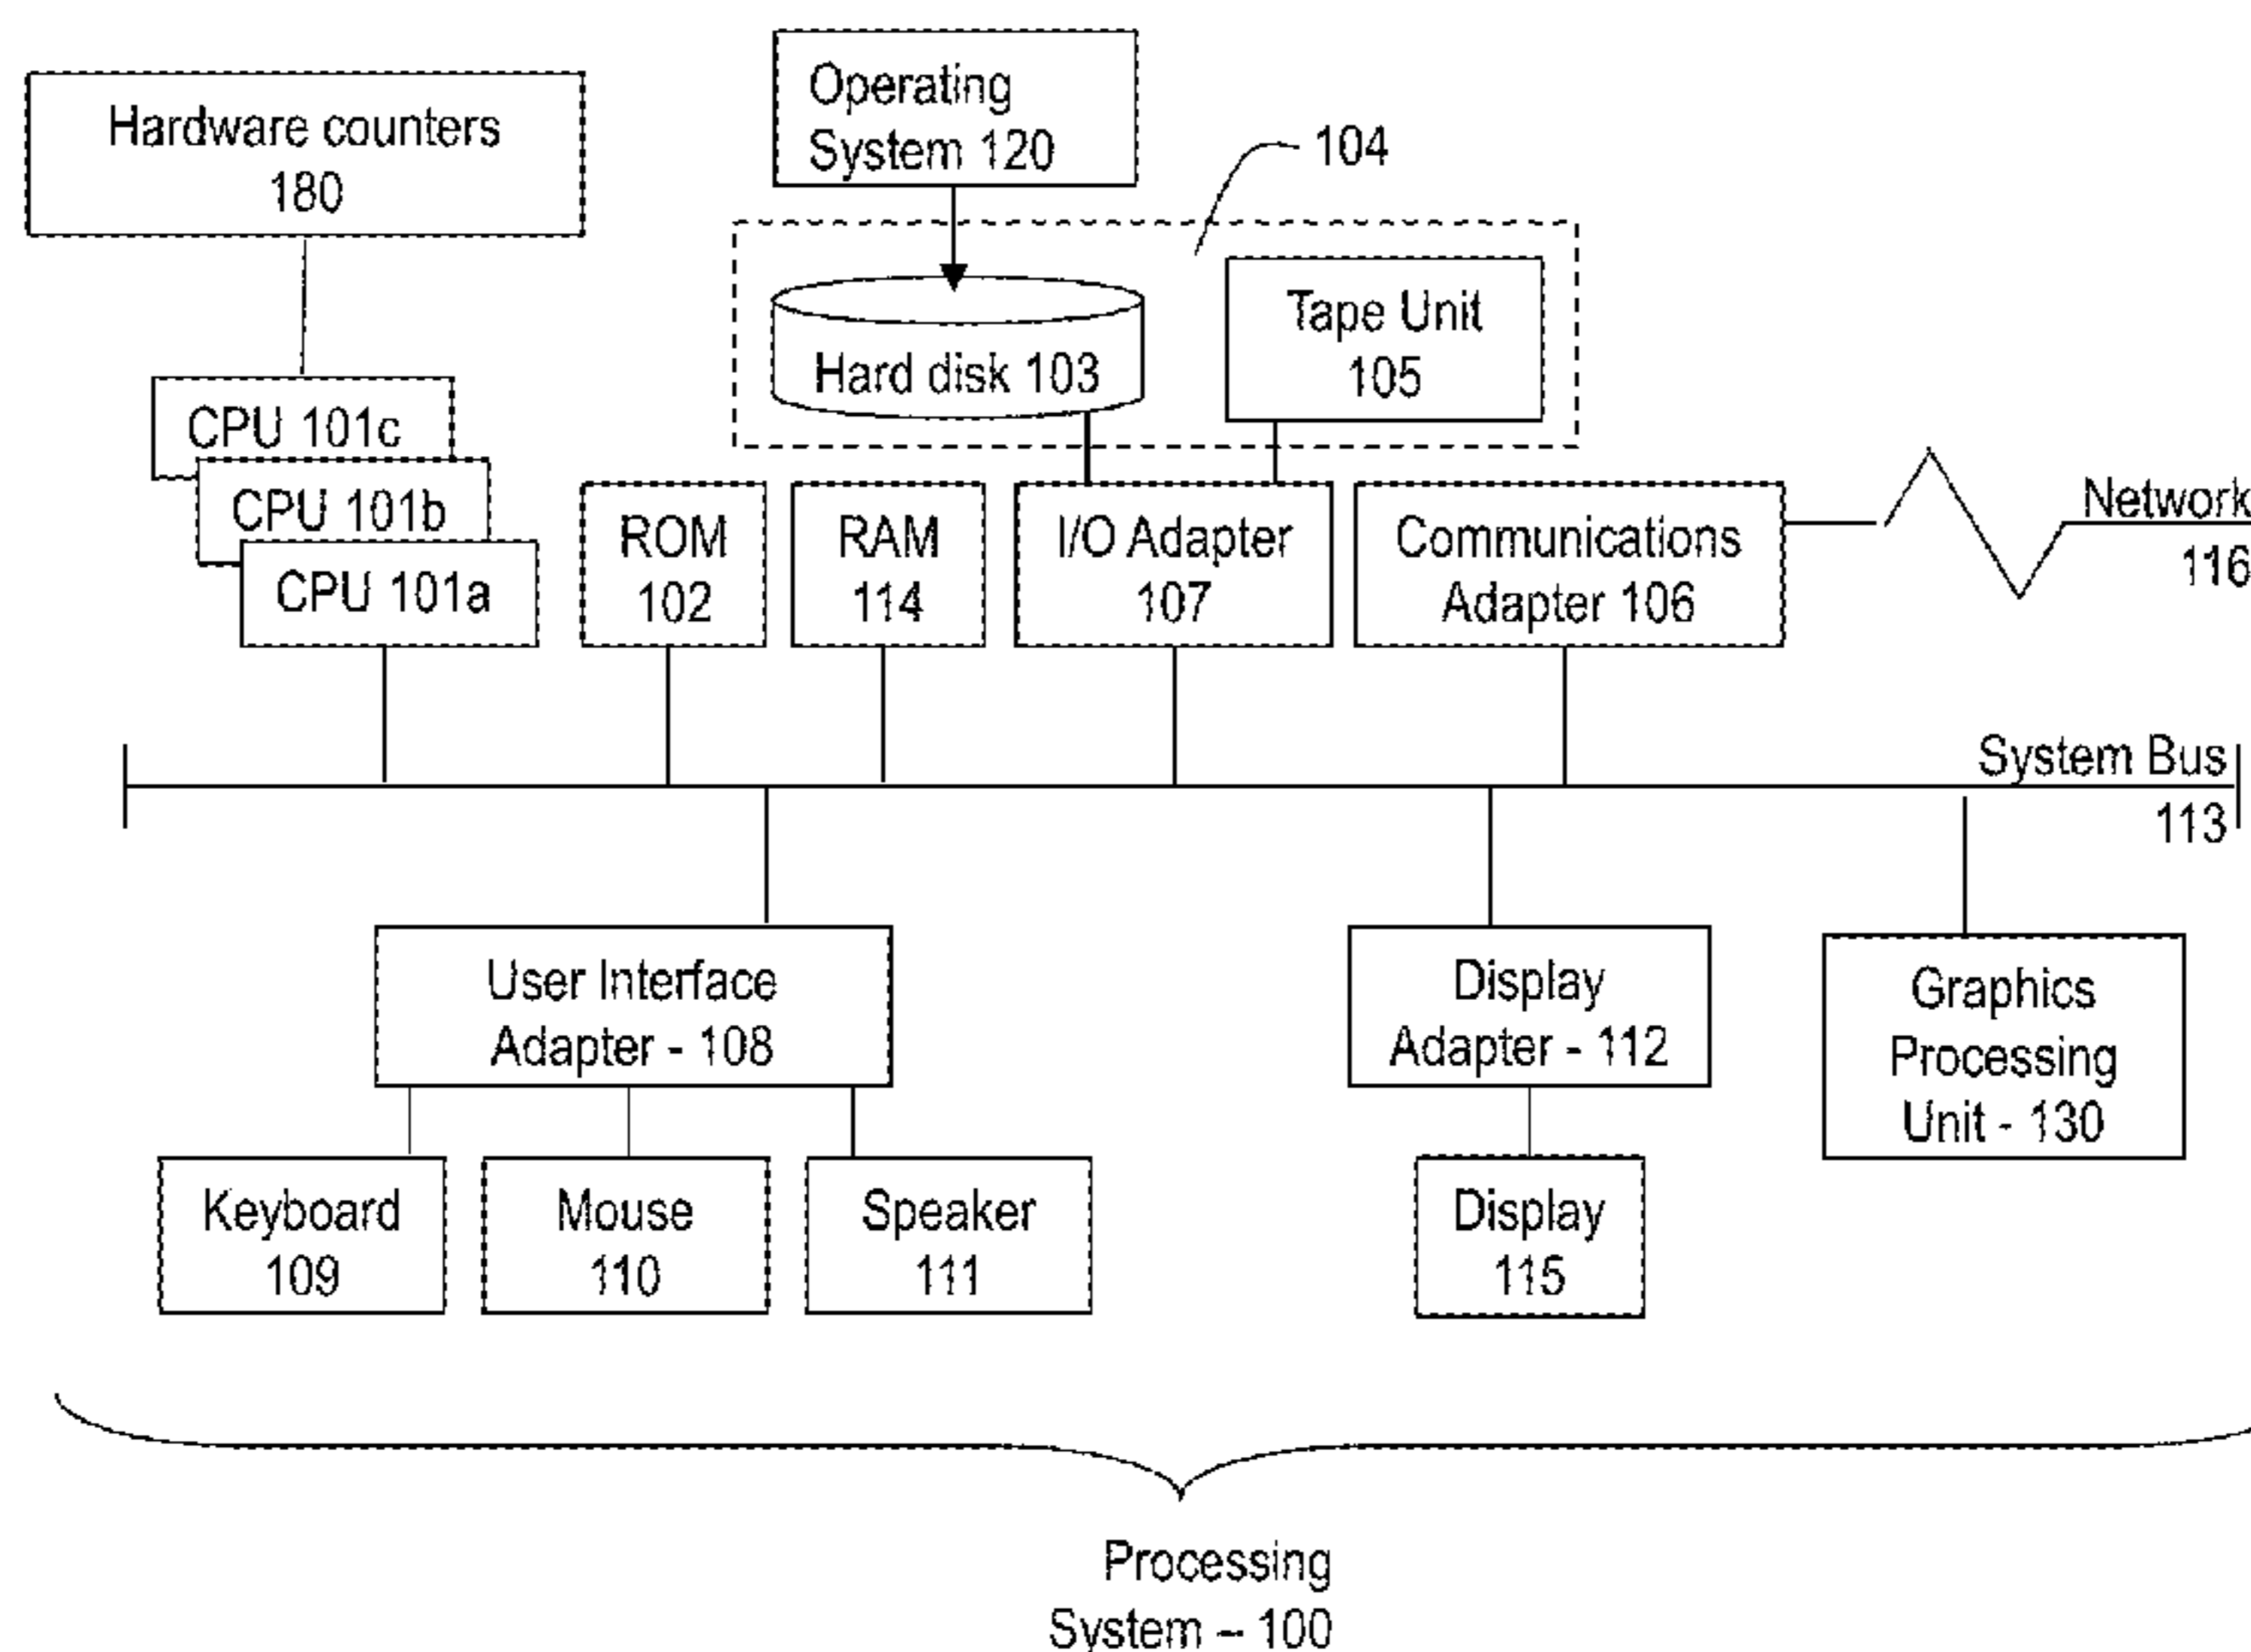 Hardware counters
180
Operating
System 120
104
Hard disk 103
Tape Unit
105
CPU 101c
CPU 101b
CPU 101a
ROM
102
RAM
114
I/O Adapter
107
Communications
Adapter 106
Network
116
System Bus
113
User Interface
Adapter - 108
Display
Adapter - 112
Graphics
Processing
Unit - 130
Keyboard
109
Mouse
110
Speaker
111
Display
115
Processing
System – 100